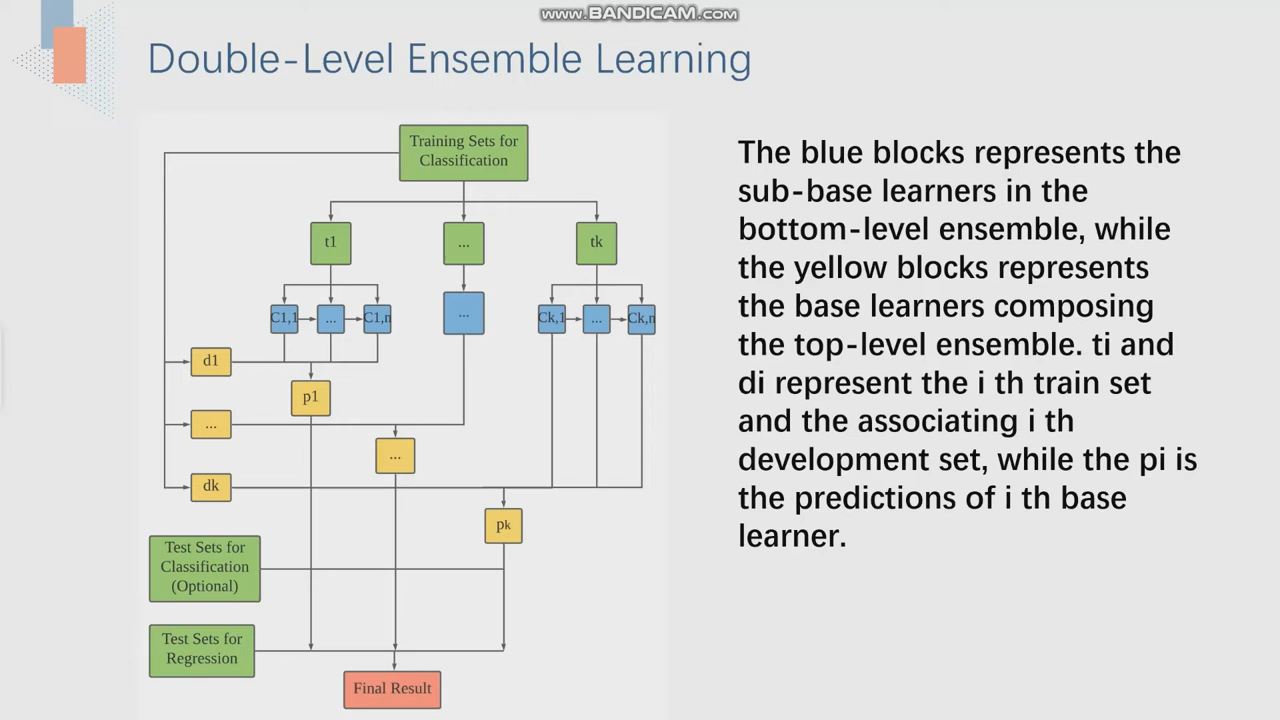 www.BANDICAM.com
Double-Level Ensemble Learning
Training Sets for
Classification
t1
...
tk
C1,1
...
C1,n
...
Ck,1
...
Ck,n
d1
p1
...
...
dk
pk
Test Sets for
Classification
(Optional)
Test Sets for
Regression
Final Result
The blue blocks represents the
sub-base learners in the
bottom-level ensemble, while
the yellow blocks represents
the base learners composing
the top-level ensemble. ti and
di represent the i th train set
and the associating i th
development set, while the pi is
the predictions of i th base
learner.